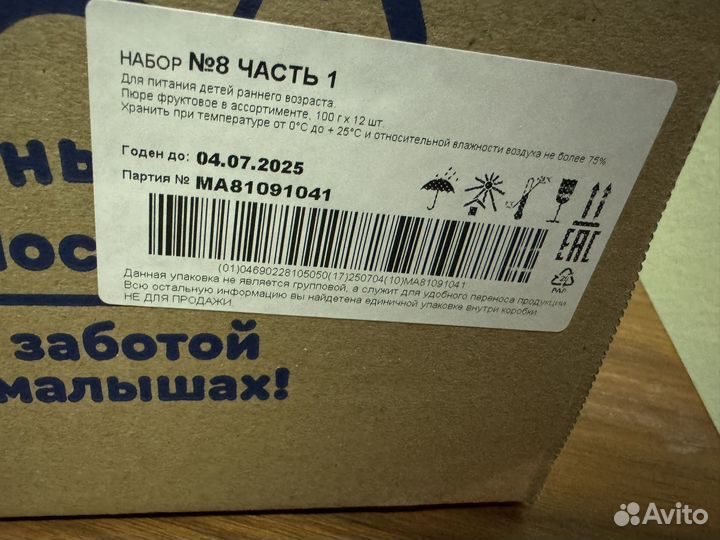 НАБОР №8 ЧАСТЬ 1
Для питания детей раннего возраста.
Пюре фруктовое в ассортименте, 100 г х 12 шт.
Хранить при температуре от 0°С до + 25°С и относительной влажности воздуха не более 75%
Годен до: 04.07.2025
Партия № МА81091041
EAC
(01)04690228105050(17)250704(10)MA81091041
PAP
Данная упаковка не является групповой, а служит для удобного переноса продукции.
Всю остальную информацию вы найдете на единичной упаковке внутри коробки.
НЕ ДЛЯ ПРОДАЖИ.
заботой
малышах!
Avito